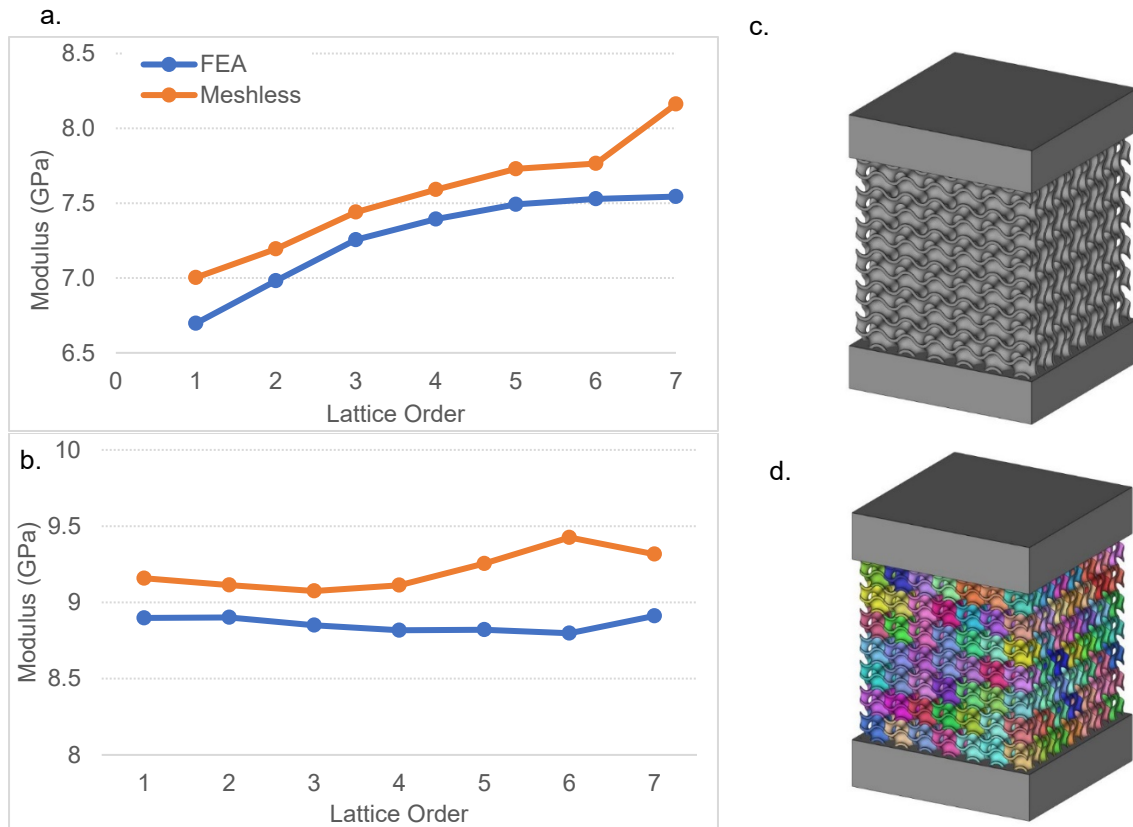 a.
8.5
FEA
Meshless
8.0
7.5
7.0
6.5
Modulus (GPa)
0 1 2 3 4 5 6 7
Lattice Order
b.
10
9.5
9
8.5
8
Modulus (GPa)
1 2 3 4 5 6 7
Lattice Order
c.
d.